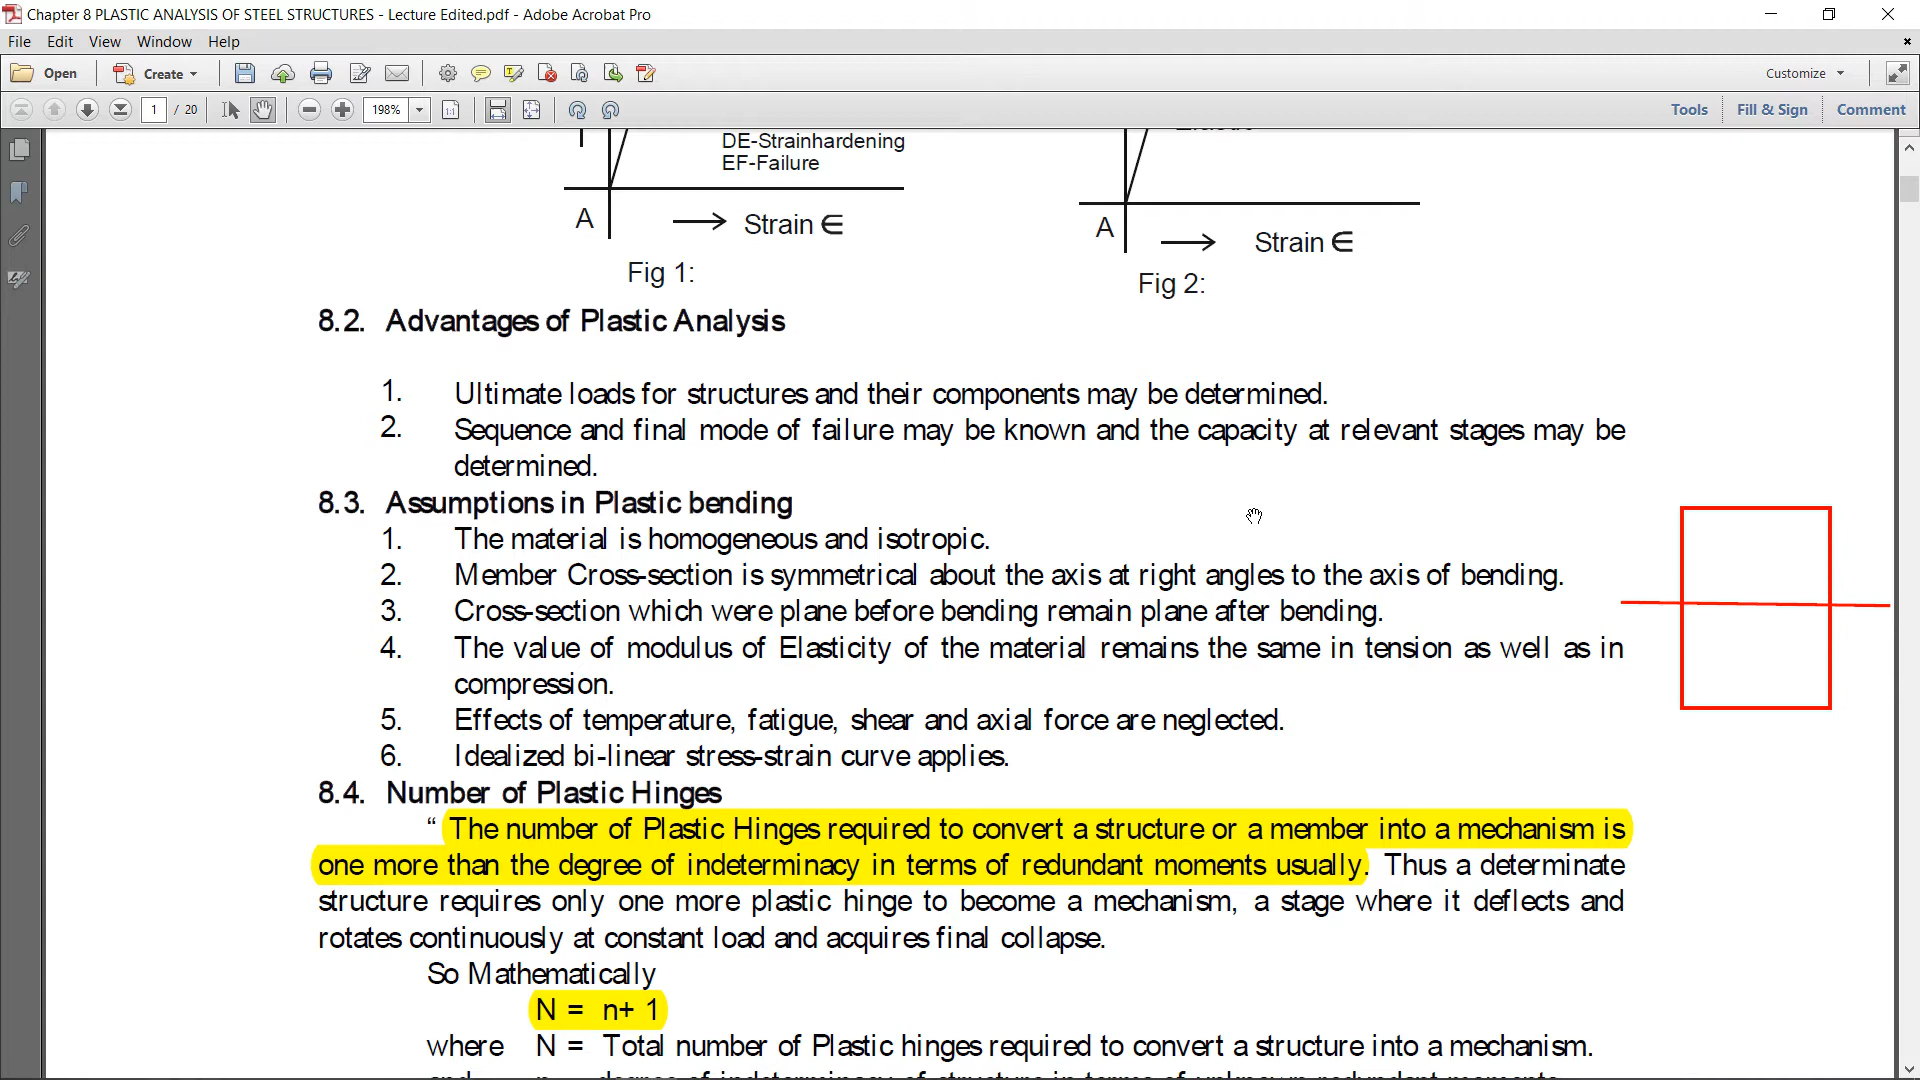 Chapter 8 PLASTIC ANALYSIS OF STEEL STRUCTURES - Lecture Edited.pdf - Adobe Acrobat Pro
File Edit View Window Help
Open Create Customize
1 / 20 198% Tools Fill & Sign Comment
DE-Strainhardening
EF-Failure
A
Strain ∈
Fig 1:
A
Strain ∈
Fig 2:
8.2. Advantages of Plastic Analysis
1. Ultimate loads for structures and their components may be determined.
2. Sequence and final mode of failure may be known and the capacity at relevant stages may be
determined.
8.3. Assumptions in Plastic bending
1. The material is homogeneous and isotropic.
2. Member Cross-section is symmetrical about the axis at right angles to the axis of bending.
3. Cross-section which were plane before bending remain plane after bending.
4. The value of modulus of Elasticity of the material remains the same in tension as well as in
compression.
5. Effects of temperature, fatigue, shear and axial force are neglected.
6. Idealized bi-linear stress-strain curve applies.
8.4. Number of Plastic Hinges
“ The number of Plastic Hinges required to convert a structure or a member into a mechanism is
one more than the degree of indeterminacy in terms of redundant moments usually. Thus a determinate
structure requires only one more plastic hinge to become a mechanism, a stage where it deflects and
rotates continuously at constant load and acquires final collapse.
So Mathematically
N = n+ 1
where N = Total number of Plastic hinges required to convert a structure into a mechanism.